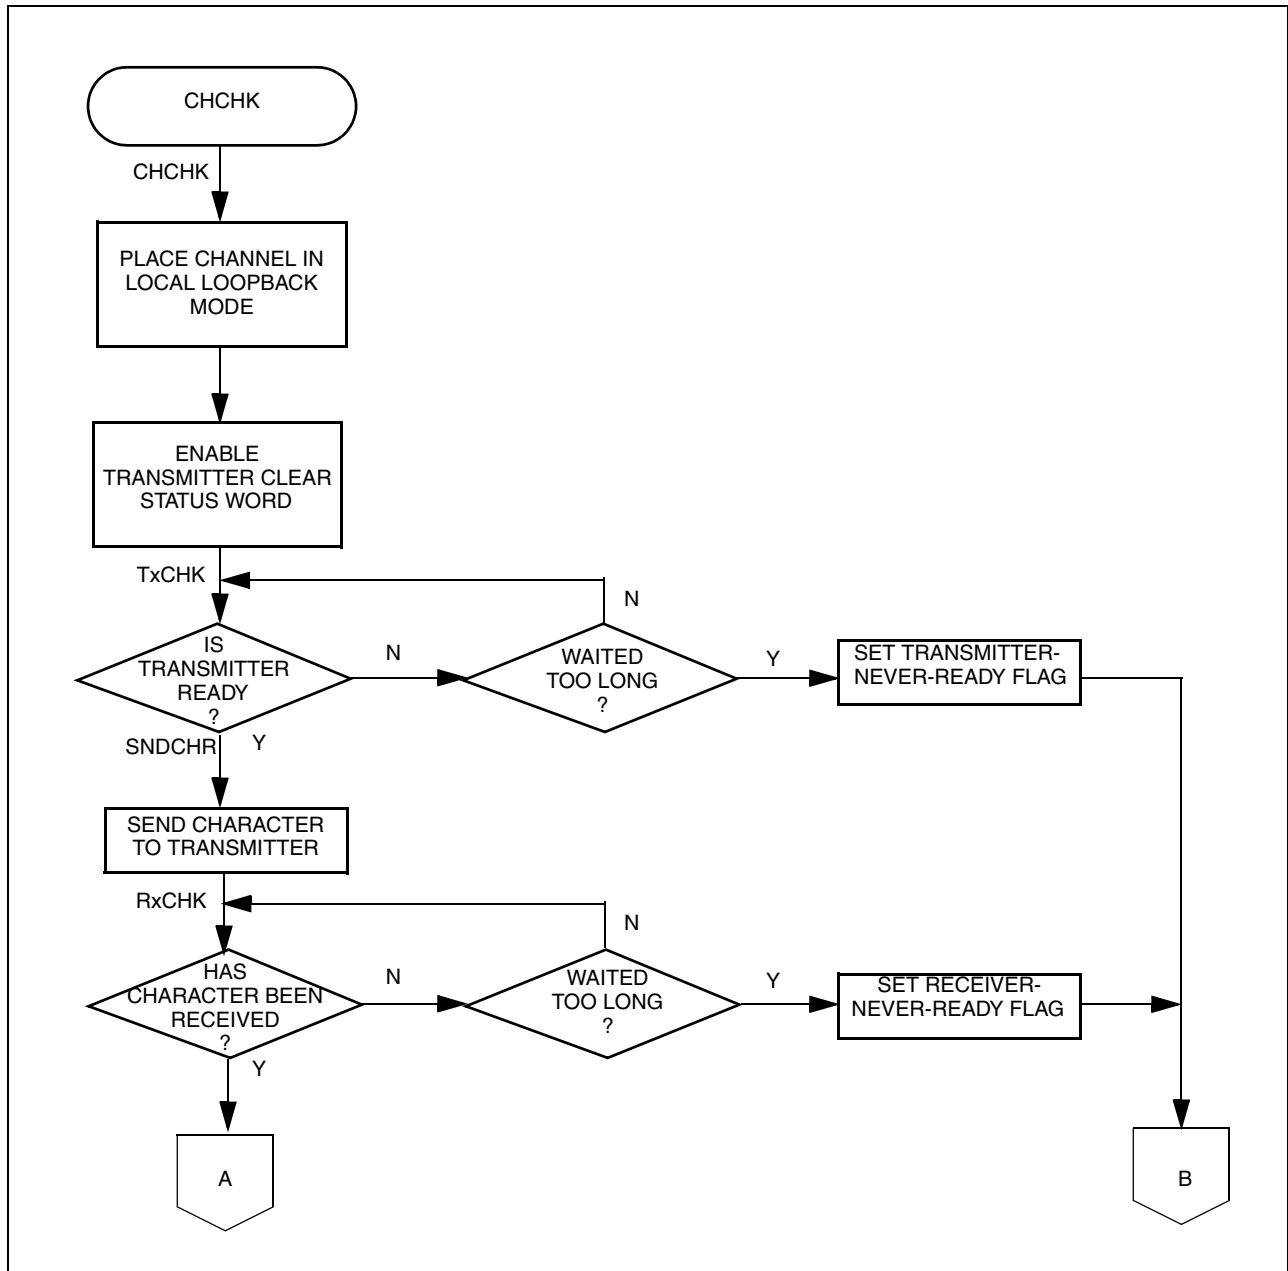 CHCHK
CHCHK
PLACE CHANNEL IN
LOCAL LOOPBACK
MODE
ENABLE
TRANSMITTER CLEAR
STATUS WORD
TxCHK
N
IS
TRANSMITTER
READY
?
N
WAITED
TOO LONG
?
Y
SET TRANSMITTER-
NEVER-READY FLAG
SNDCHR
Y
SEND CHARACTER
TO TRANSMITTER
RxCHK
N
HAS
CHARACTER BEEN
RECEIVED
?
N
WAITED
TOO LONG
?
Y
SET RECEIVER-
NEVER-READY FLAG
Y
A
B